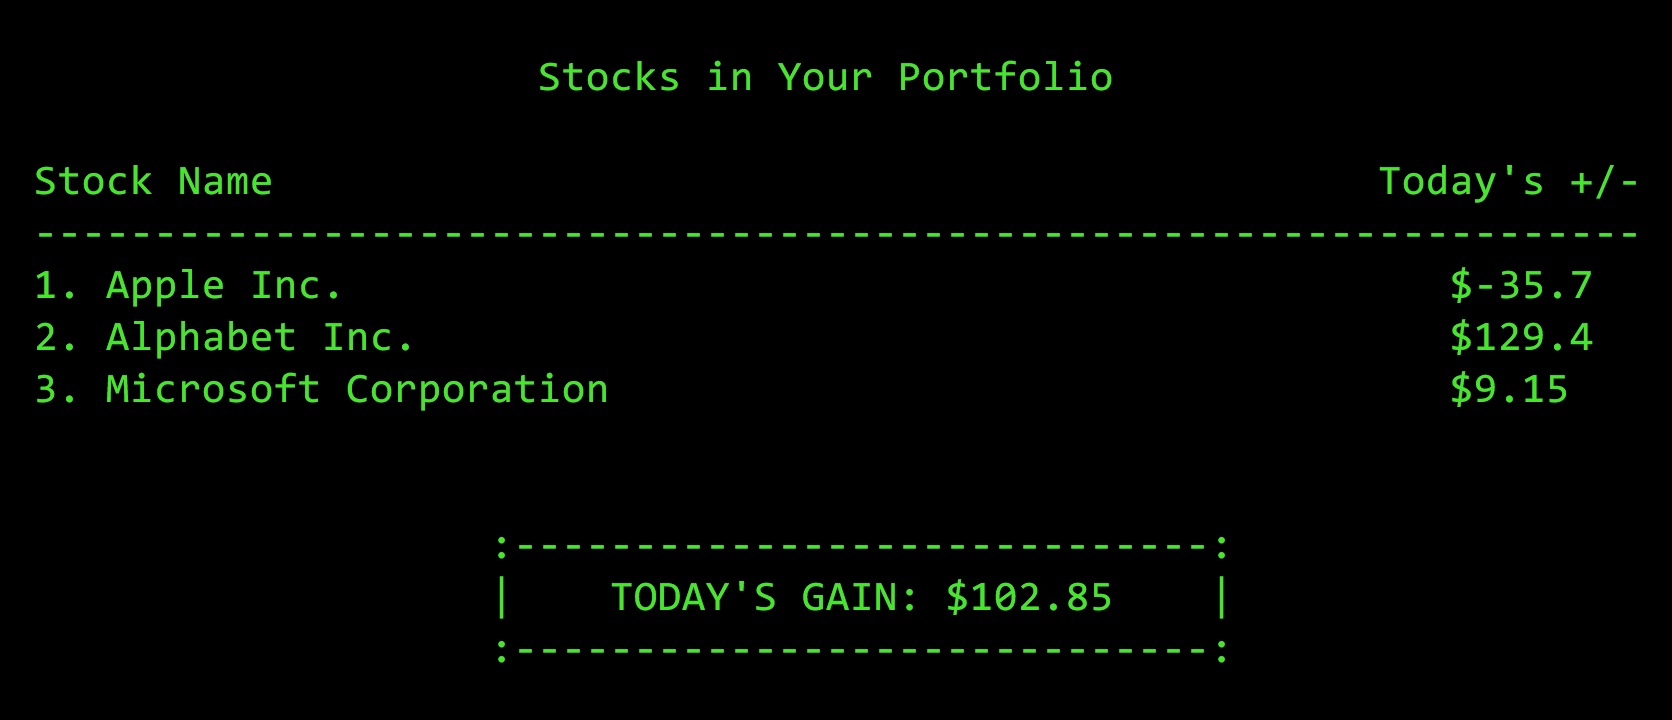 Stocks in Your Portfolio
Stock Name Today's +/-
-------------------------------------------------------------------
1. Apple Inc. $-35.7
2. Alphabet Inc. $129.4
3. Microsoft Corporation $9.15
:-----------------------------:
| TODAY'S GAIN: $102.85 |
:-----------------------------: